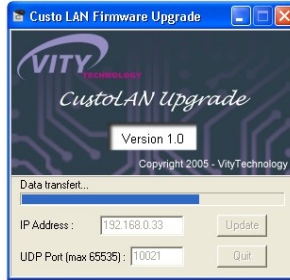 Custo LAN Firmware Upgrade
VITY
TECHNOLOGY
CustoLAN Upgrade
Version 1.0
Copyright 2005 - VityTechnology
Data transfert...
IP Address : 192.168.0.33 Update
UDP Port (max 65535) : 10021 Quit